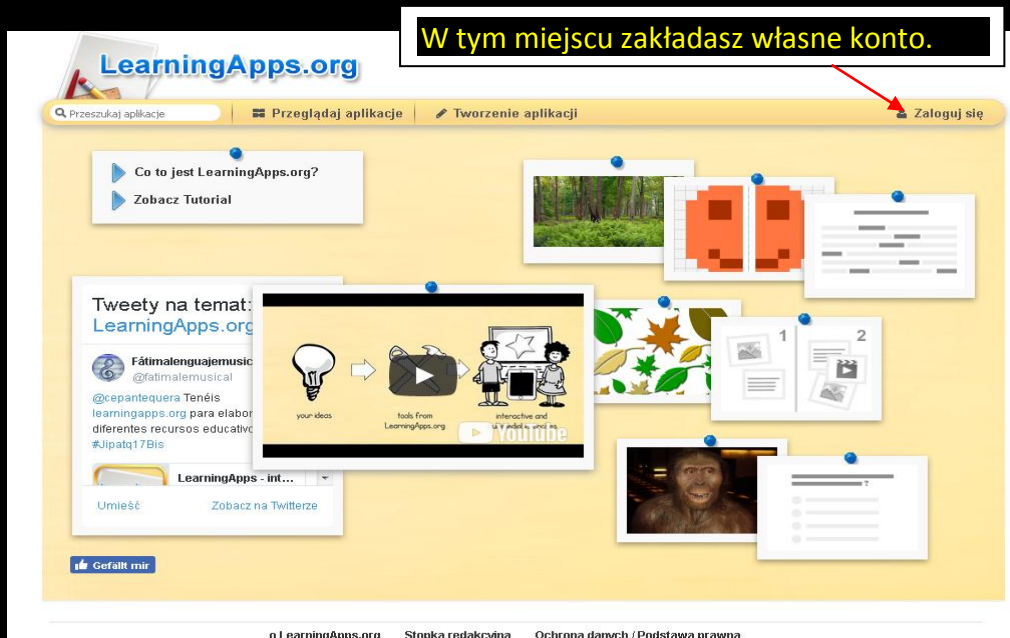 W tym miejscu zakładasz własne konto.
LearningApps.org
Przeszukaj aplikacje
Przeglądaj aplikacje
Tworzenie aplikacji
Zaloguj się
Co to jest LearningApps.org?
Zobacz Tutorial
Tweety na temat:
LearningApps.org
Fátimalenguajemusic
@fatimalemusical
@cepantequera Tenéis
learningapps.org para elabor
diferentes recursos educativo
#Jipatq17Bis
LearningApps - int...
Umieść
Zobacz na Twitterze
your ideas
tools from
LearningApps.org
interactive and
YouTube
1
2
?
Gefällt mir
o LearningApps.org
Stopka redakcyjna
Ochrona danych / Podstawa prawna